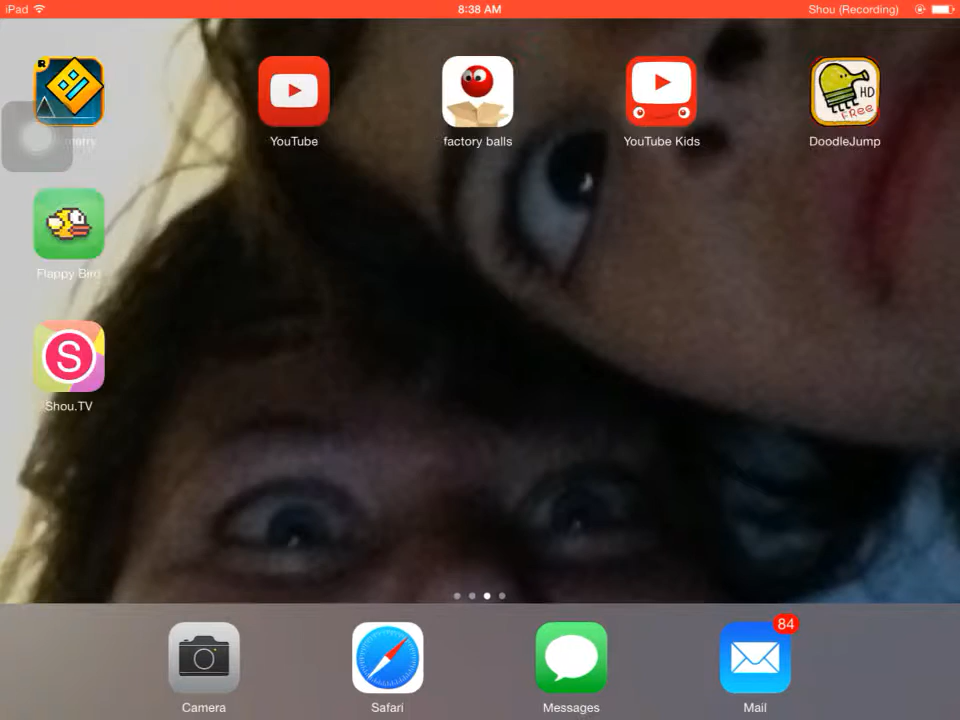 iPad 8:38 AM Shou (Recording)
R
HD
FREE
YouTube factory balls YouTube Kids DoodleJump
Flappy Bird
S
Shou.TV
84
Camera Safari Messages Mail